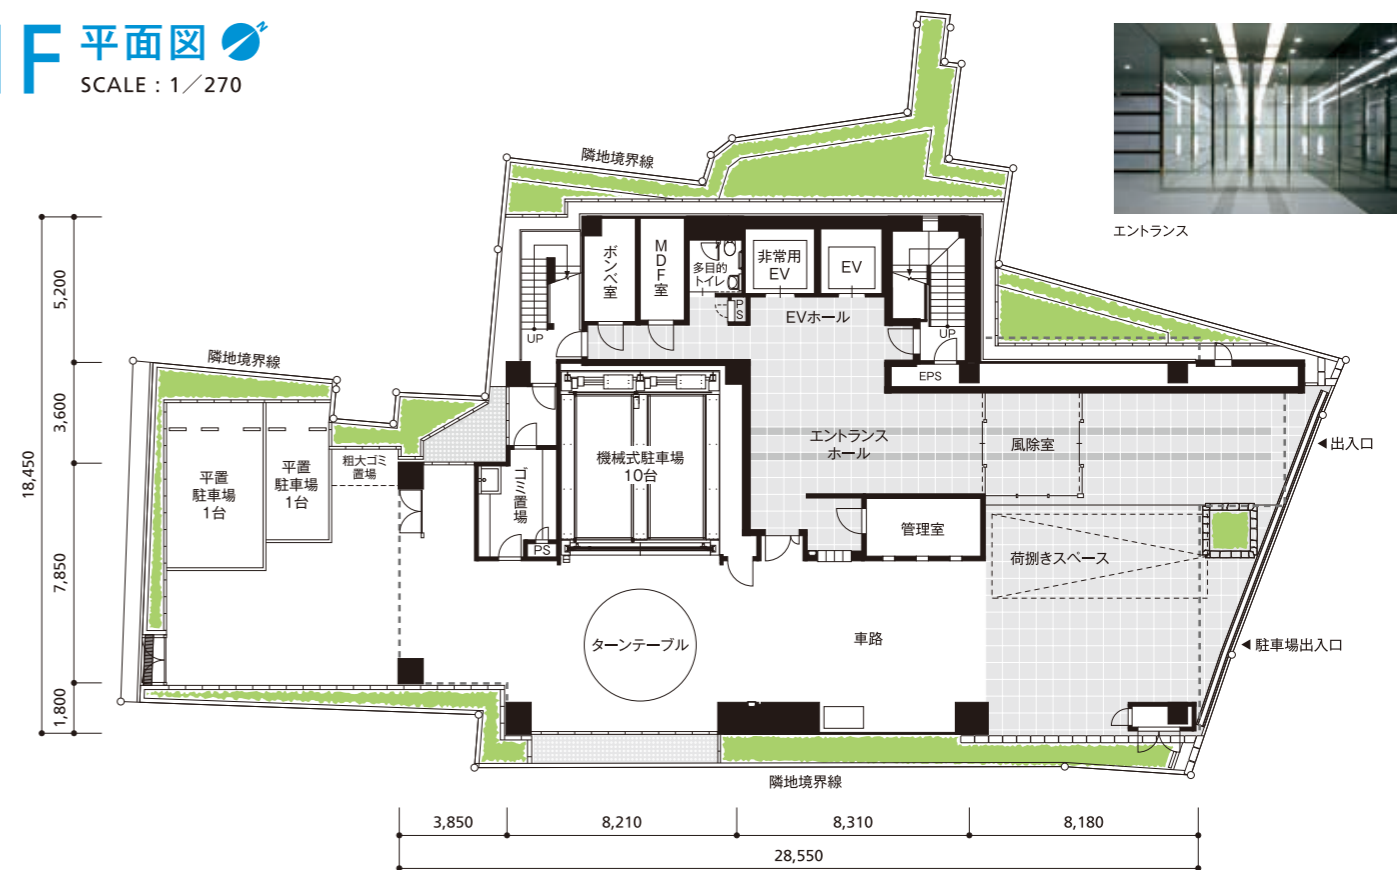 1F 平面図 N
SCALE : 1／270
エントランス
隣地境界線
ボンベ室
MDF室
多目的
トイレ
非常用
EV
EV
PS
EVホール
UP
UP
EPS
隣地境界線
平置
駐車場
1台
平置
駐車場
1台
粗大ゴミ
置場
ゴミ置場
PS
機械式駐車場
10台
エントランス
ホール
風除室
出入口
管理室
荷捌きスペース
ターンテーブル
車路
駐車場出入口
隣地境界線
5,200
3,600
7,850
1,800
18,450
3,850
8,210
8,310
8,180
28,550